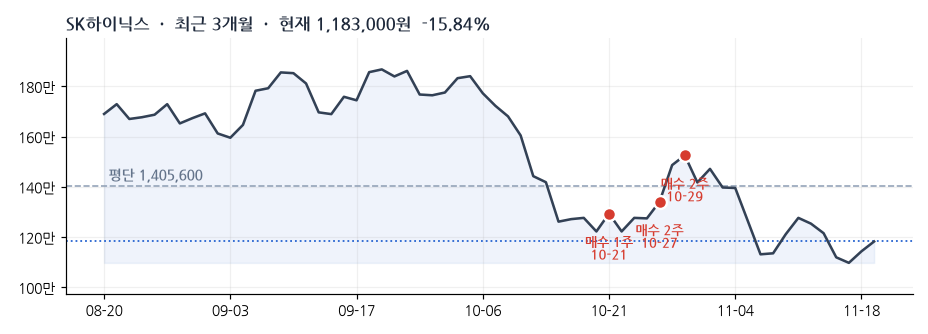 SK하이닉스 · 최근 3개월 · 현재 1,183,000원 -15.84%
180만
160만
평단 1,405,600
매수 2주
10-29
140만
매수 1주
10-21
매수 2주
10-27
120만
100만
08-20 09-03 09-17 10-06 10-21 11-04 11-18